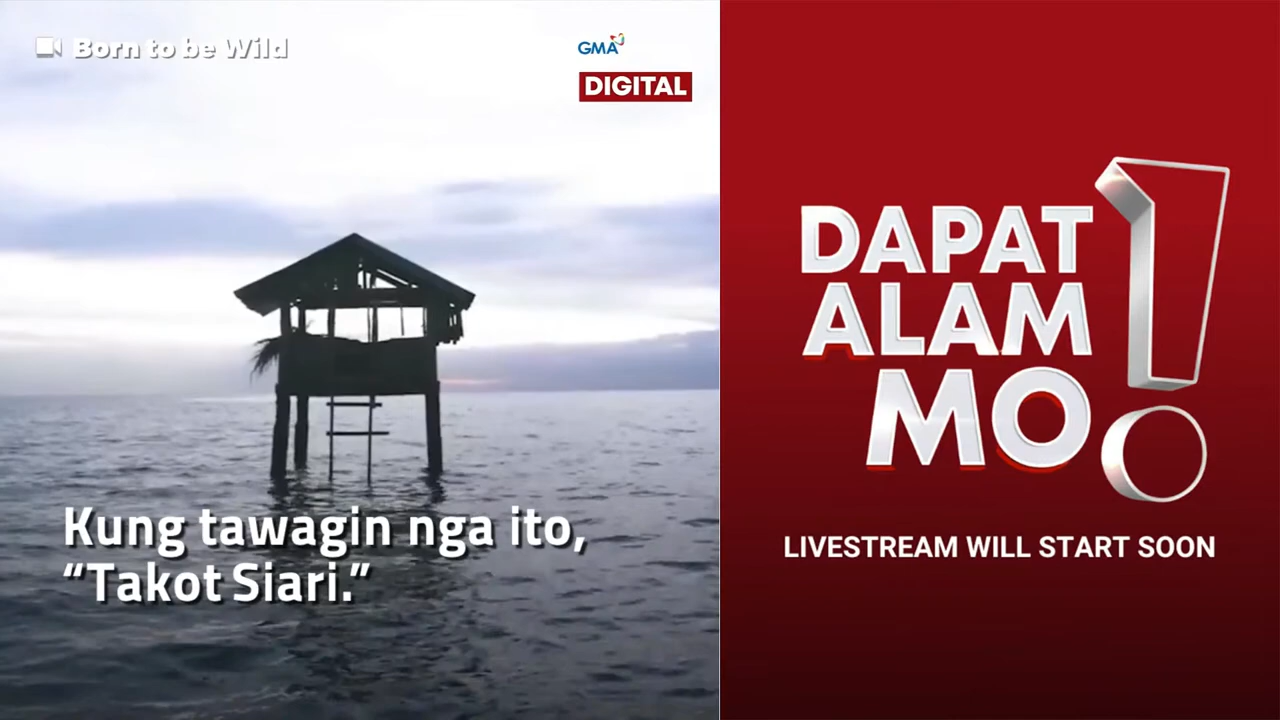 Born to be Wild
GMA
DIGITAL
Kung tawagin nga ito,
“Takot Siari.”
DAPAT
ALAM
MO!
LIVESTREAM WILL START SOON